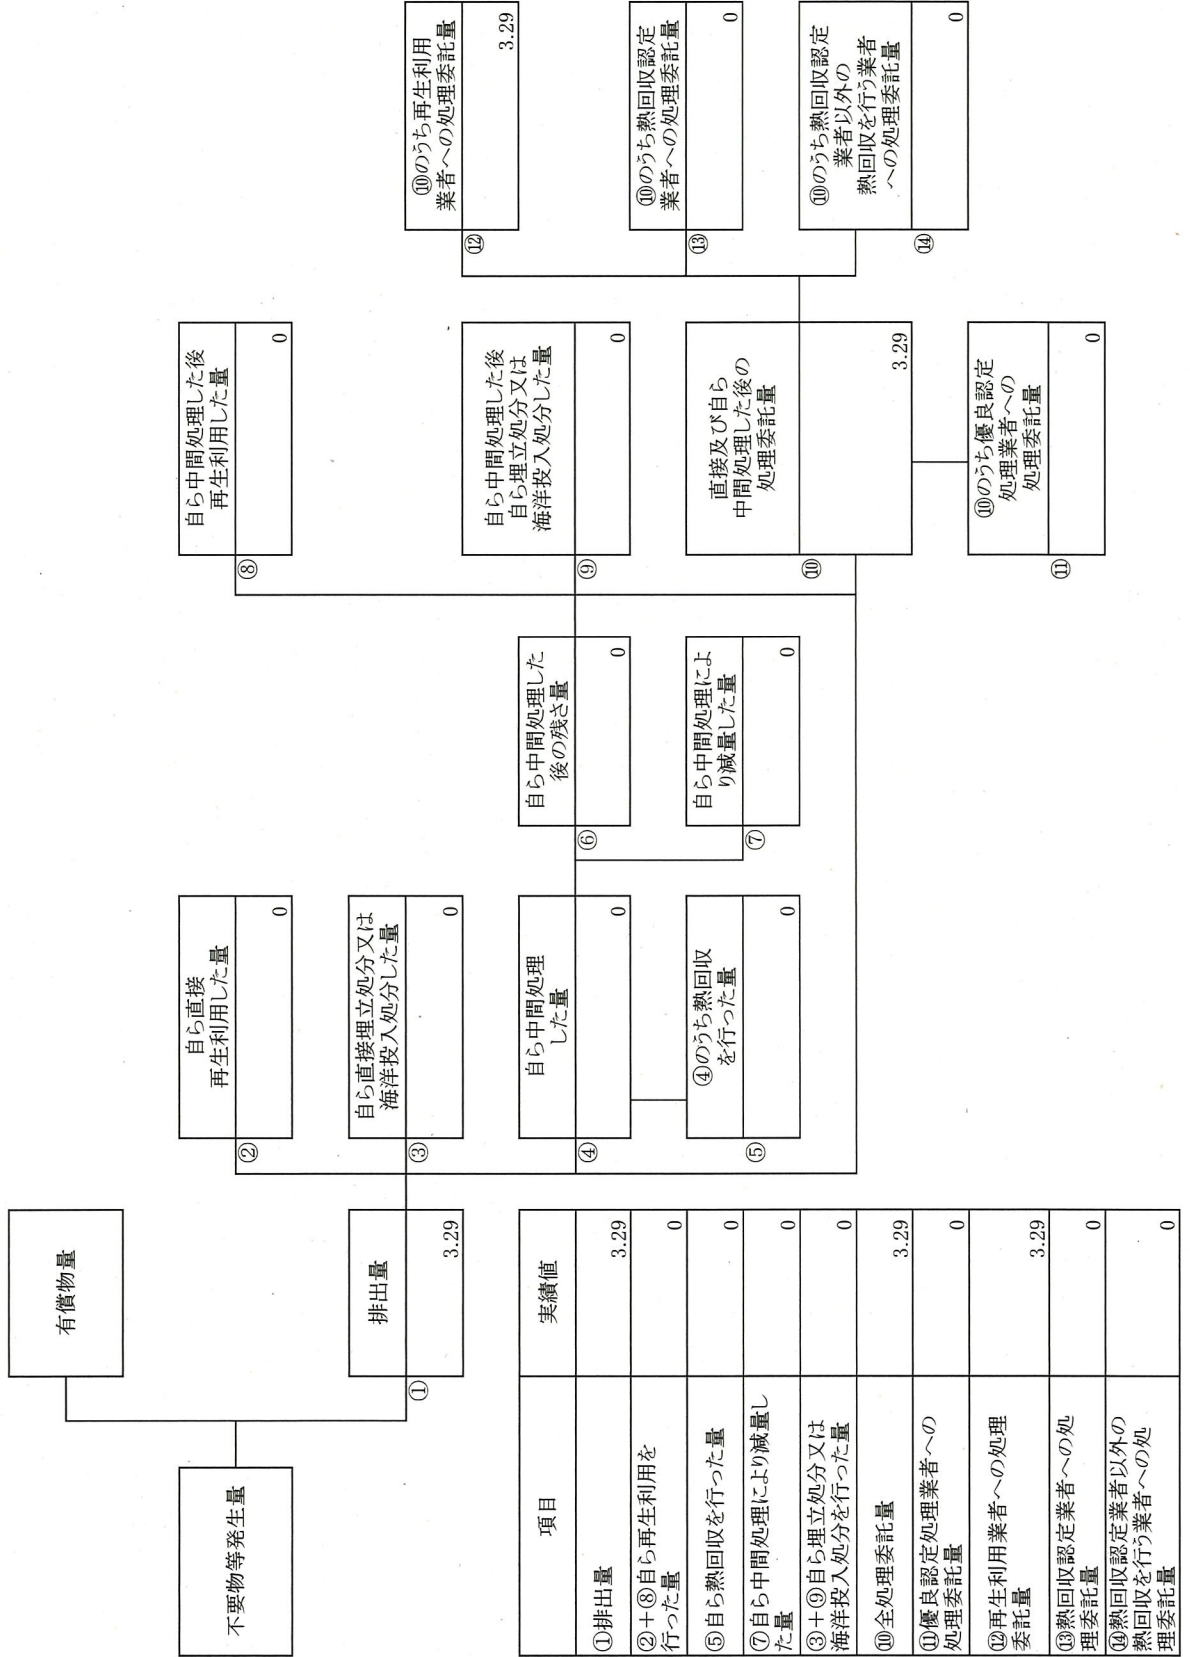 有償物量
不要物等発生量
①
排出量
3.29
②
自ら直接
再生利用した量
0
③
自ら直接埋立処分又は
海洋投入処分した量
0
④
自ら中間処理
した量
0
⑤
④のうち熱回収
を行った量
0
⑥
自ら中間処理した
後の残さ量
0
⑦
自ら中間処理によ
り減量した量
0
⑧
自ら中間処理した後
再生利用した量
0
⑨
自ら中間処理した後
自ら埋立処分又は
海洋投入処分した量
0
⑩
直接及び自ら
中間処理した後の
処理委託量
3.29
⑪
⑩のうち優良認定
処理業者への
処理委託量
0
⑫
⑩のうち再生利用
業者への処理委託量
3.29
⑬
⑩のうち熱回収認定
業者への処理委託量
0
⑭
⑩のうち熱回収認定
業者以外の
熱回収を行う業者
への処理委託量
0
項目
実績値
①排出量
3.29
②+⑧自ら再生利用を
行った量
0
⑤自ら熱回収を行った量
0
⑦自ら中間処理により減量し
た量
0
③+⑨自ら埋立処分又は
海洋投入処分を行った量
0
⑩全処理委託量
3.29
⑪優良認定処理業者への
処理委託量
0
⑫再生利用業者への処理
委託量
3.29
⑬熱回収認定業者への処
理委託量
0
⑭熱回収認定業者以外の
熱回収を行う業者への処
理委託量
0